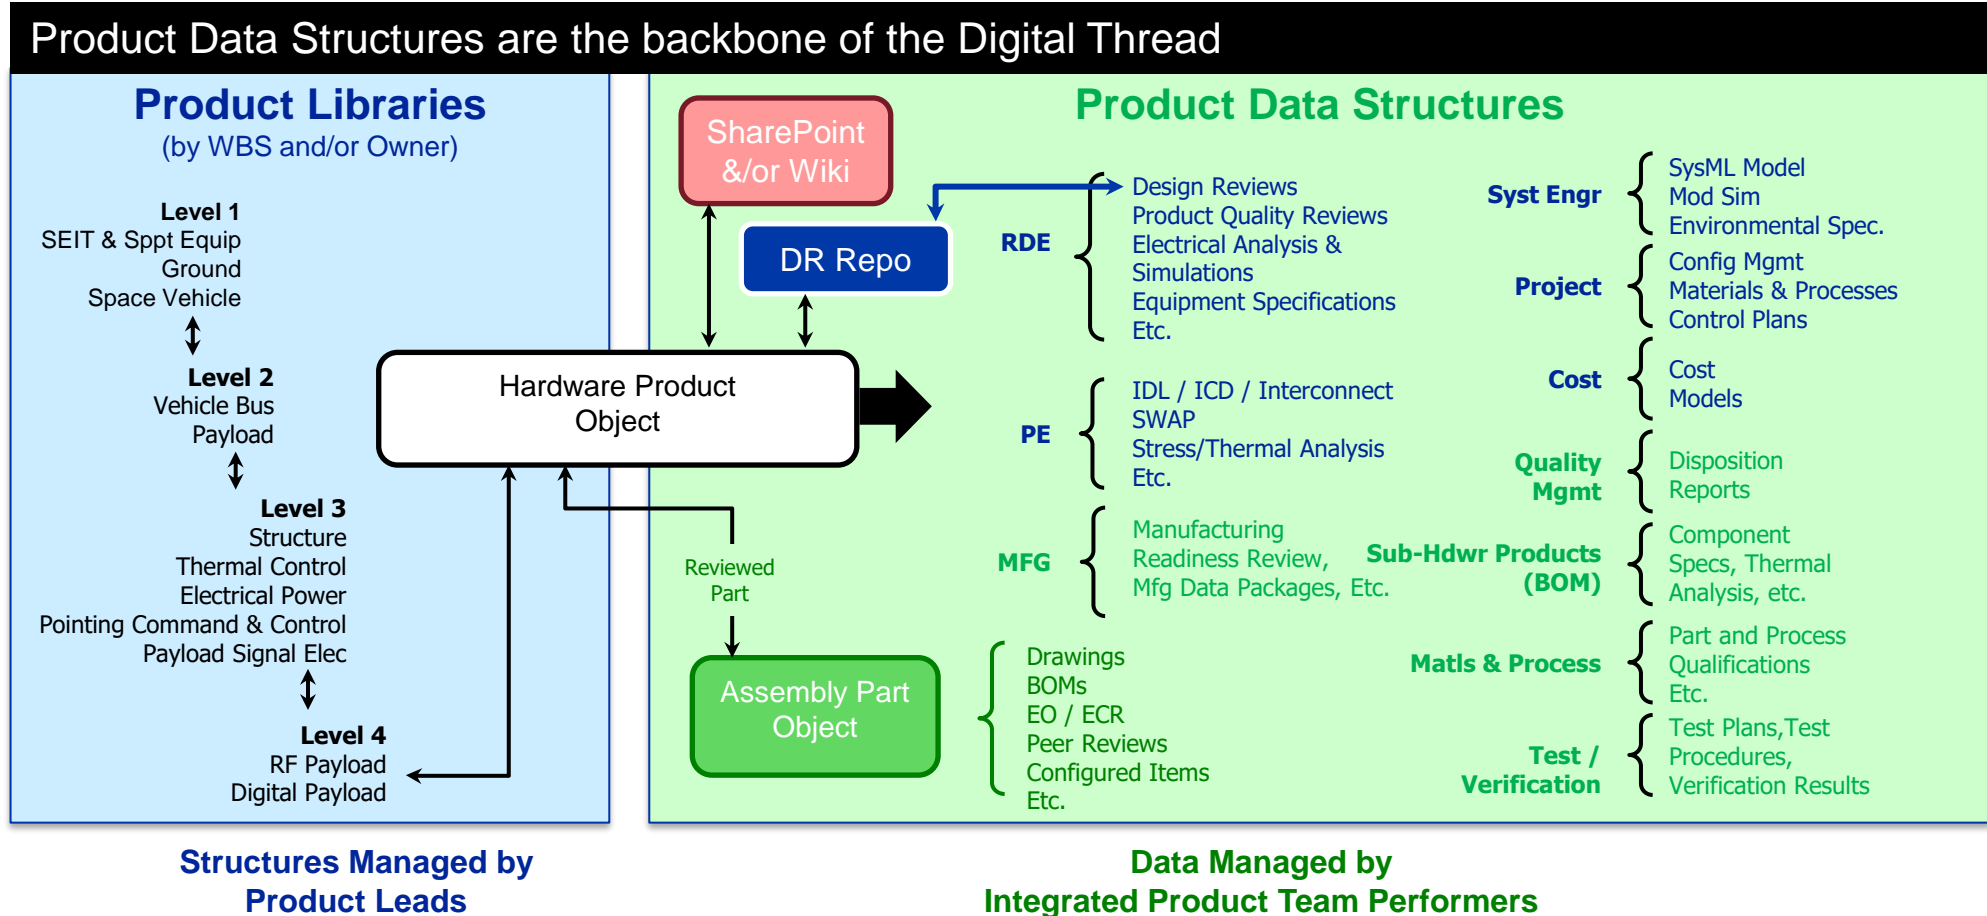 Product Data Structures are the backbone of the Digital Thread
Product Libraries
(by WBS and/or Owner)
Level 1
SEIT & Sppt Equip
Ground
Space Vehicle
Level 2
Vehicle Bus
Payload
Level 3
Structure
Thermal Control
Electrical Power
Pointing Command & Control
Payload Signal Elec
Level 4
RF Payload
Digital Payload
Structures Managed by
Product Leads
Product Data Structures
SharePoint
&/or Wiki
DR Repo
Hardware Product
Object
Reviewed
Part
Assembly Part
Object
RDE
Design Reviews
Product Quality Reviews
Electrical Analysis &
Simulations
Equipment Specifications
Etc.
PE
IDL / ICD / Interconnect
SWAP
Stress/Thermal Analysis
Etc.
MFG
Manufacturing
Readiness Review,
Mfg Data Packages, Etc.
Drawings
BOMs
EO / ECR
Peer Reviews
Configured Items
Etc.
Syst Engr
SysML Model
Mod Sim
Environmental Spec.
Project
Config Mgmt
Materials & Processes
Control Plans
Cost
Cost
Models
Quality
Mgmt
Disposition
Reports
Sub-Hdwr Products
(BOM)
Component
Specs, Thermal
Analysis, etc.
Matls & Process
Part and Process
Qualifications
Etc.
Test /
Verification
Test Plans,Test
Procedures,
Verification Results
Data Managed by
Integrated Product Team Performers